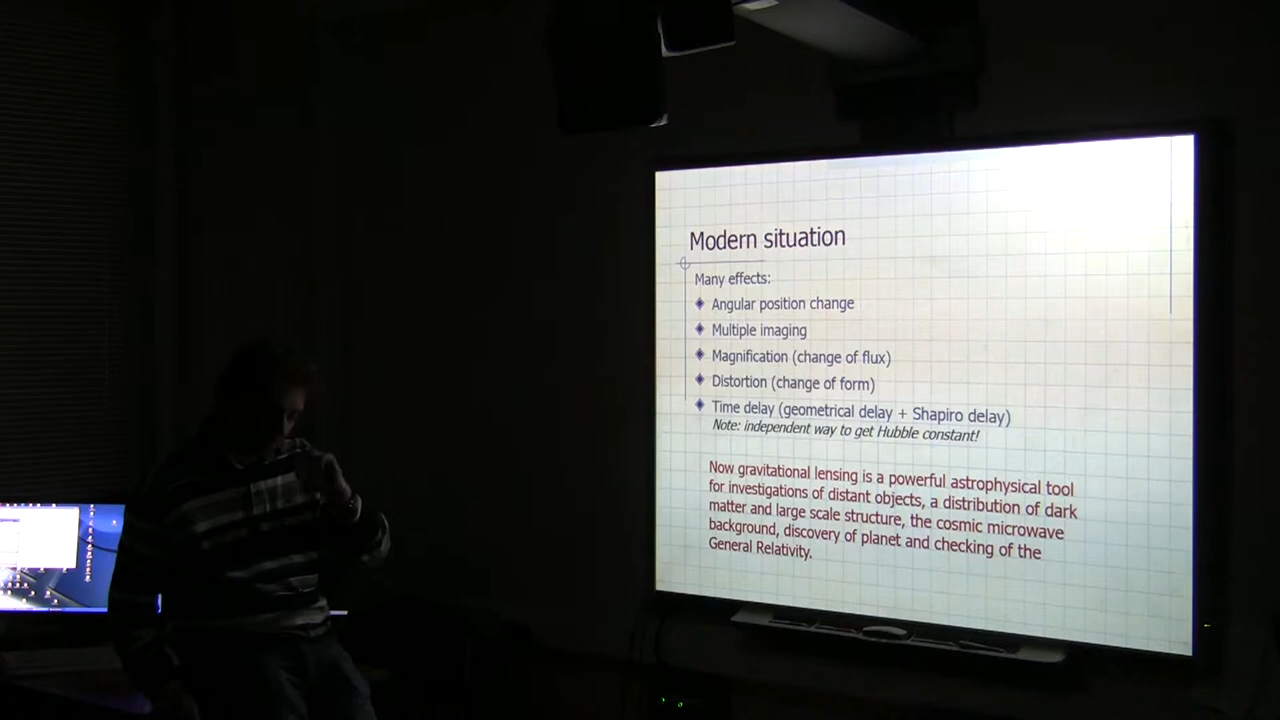 Modern situation
Many effects:
Angular position change
Multiple imaging
Magnification (change of flux)
Distortion (change of form)
Time delay (geometrical delay + Shapiro delay)
Note: independent way to get Hubble constant!
Now gravitational lensing is a powerful astrophysical tool
for investigations of distant objects, a distribution of dark
matter and large scale structure, the cosmic microwave
background, discovery of planet and checking of the
General Relativity.